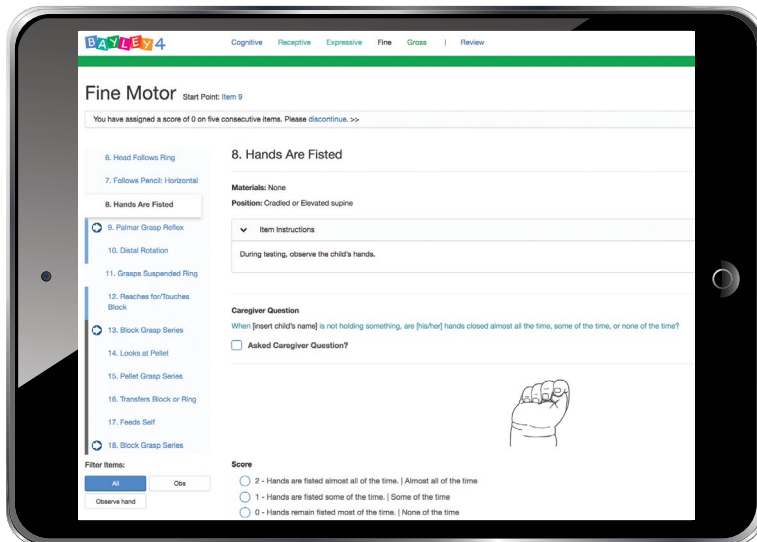 BAYLEY 4
Cognitive Receptive Expressive Fine Gross | Review
Fine Motor Start Point: Item 9
You have assigned a score of 0 on five consecutive items. Please discontinue. >>
6. Head Follows Ring
7. Follows Pencil: Horizontal
8. Hands Are Fisted
9. Palmar Grasp Reflex
10. Distal Rotation
11. Grasps Suspended Ring
12. Reaches for/Touches
Block
13. Block Grasp Series
14. Looks at Pellet
15. Pellet Grasp Series
16. Transfers Block or Ring
17. Feeds Self
18. Block Grasp Series
Filter Items:
All Obs
Observe hand
8. Hands Are Fisted
Materials: None
Position: Cradled or Elevated supine
Item Instructions
During testing, observe the child's hands.
Caregiver Question
When [insert child's name] is not holding something, are [his/her] hands closed almost all the time, some of the time, or none of the time?
Asked Caregiver Question?
Score
2 - Hands are fisted almost all of the time. | Almost all of the time
1 - Hands are fisted some of the time. | Some of the time
0 - Hands remain fisted most of the time. | None of the time